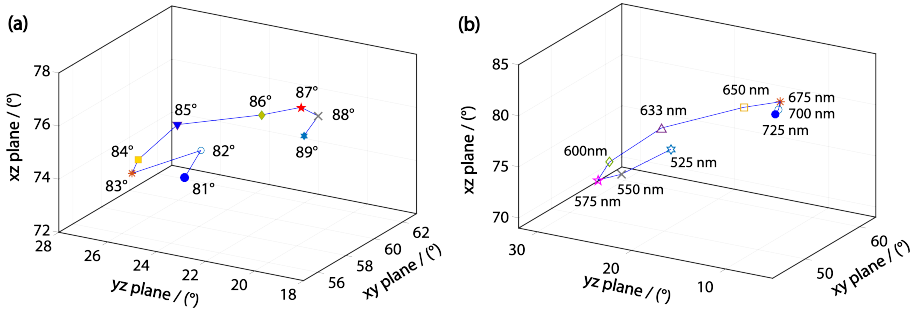 (a)
78
76
74
72
xz plane / (°)
28
26
24
22
20
18
yz plane / (°)
56
58
60
62
xy plane / (°)
81°
82°
83°
84°
85°
86°
87°
88°
89°
(b)
85
80
75
70
xz plane / (°)
30
20
10
yz plane / (°)
50
60
xy plane / (°)
525 nm
550 nm
575 nm
600nm
633 nm
650 nm
675 nm
700 nm
725 nm